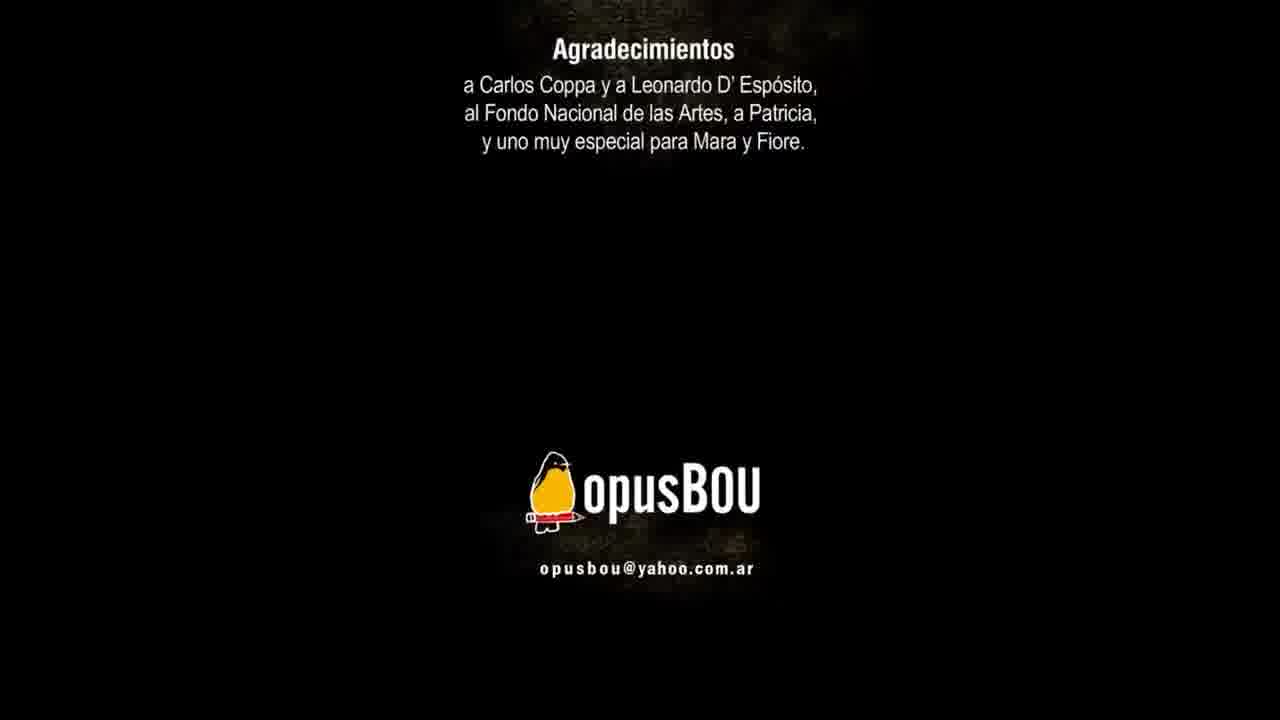 Agradecimientos
a Carlos Coppa y a Leonardo D' Espósito,
al Fondo Nacional de las Artes, a Patricia,
y uno muy especial para Mara y Fiore.
opusBOU
opusbou@yahoo.com.ar